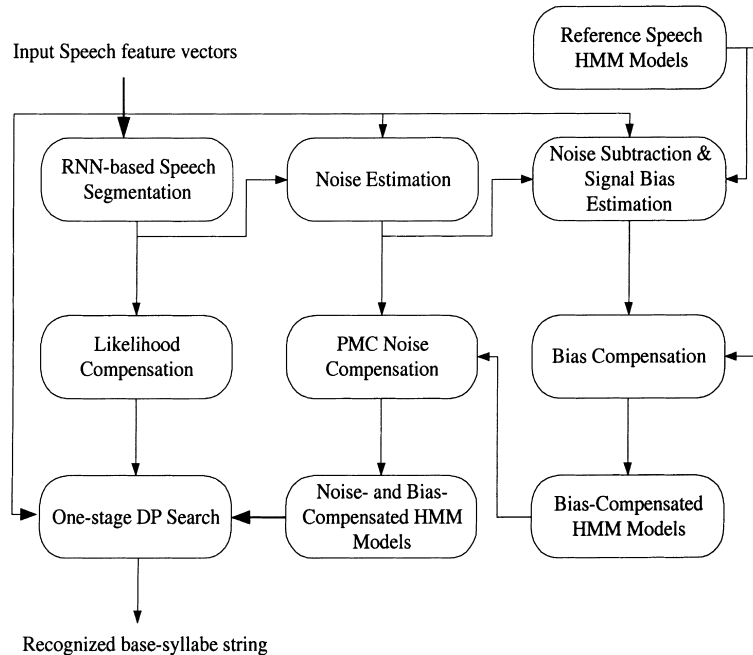 Input Speech feature vectors
Reference Speech
HMM Models
RNN-based Speech
Segmentation
Noise Estimation
Noise Subtraction &
Signal Bias
Estimation
Likelihood
Compensation
PMC Noise
Compensation
Bias Compensation
One-stage DP Search
Noise- and Bias-
Compensated HMM
Models
Bias-Compensated
HMM Models
Recognized base-syllabe string